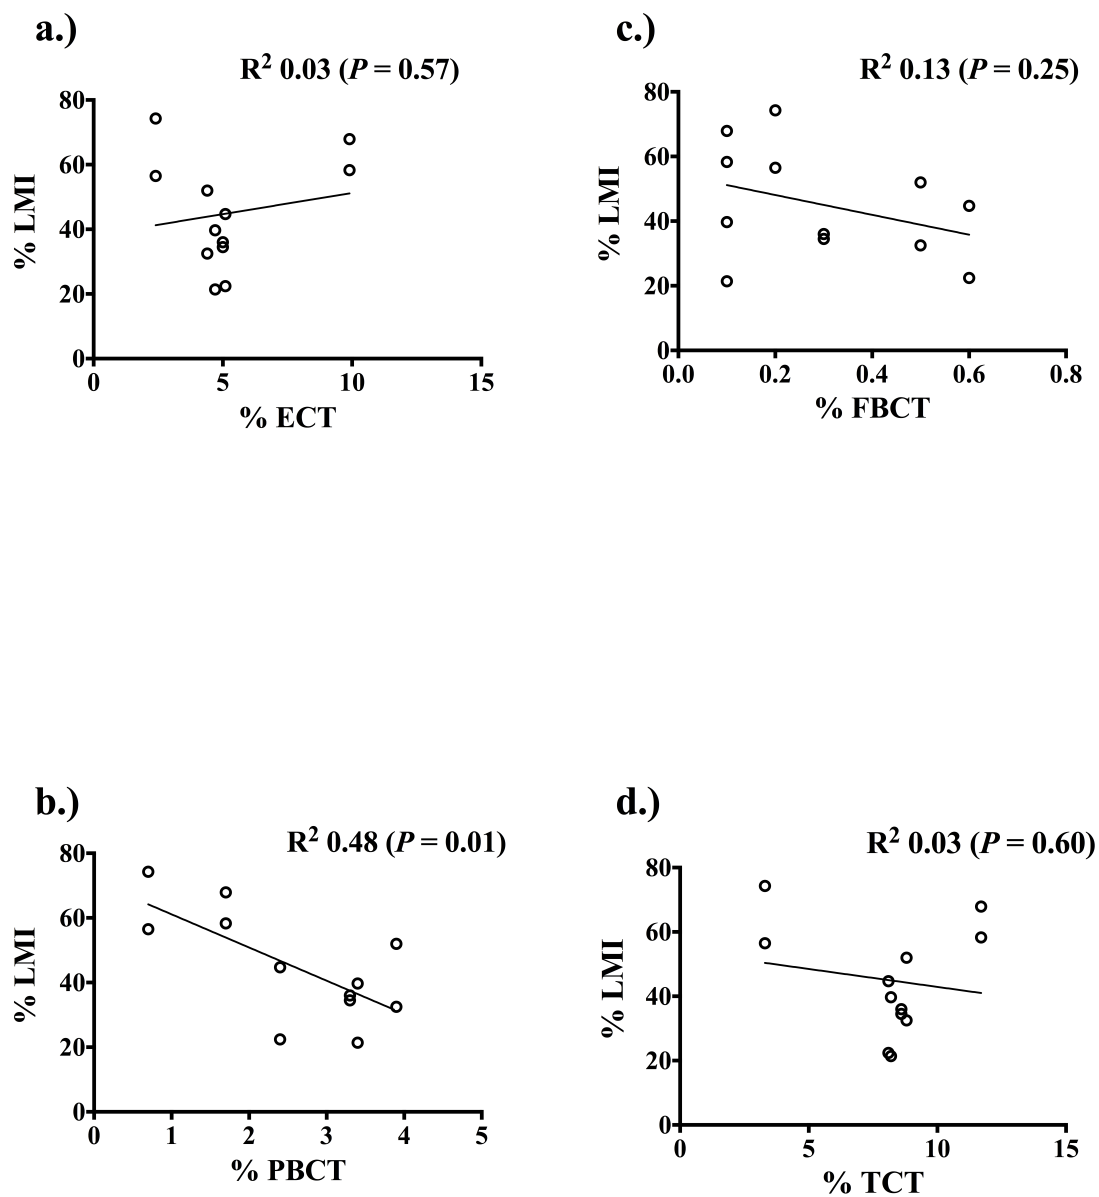 a.)
R² 0.03 (P = 0.57)
% LMI
80
60
40
20
0
0 5 10 15
% ECT
c.)
R² 0.13 (P = 0.25)
% LMI
80
60
40
20
0
0.0 0.2 0.4 0.6 0.8
% FBCT
b.)
R² 0.48 (P = 0.01)
% LMI
80
60
40
20
0
0 1 2 3 4 5
% PBCT
d.)
R² 0.03 (P = 0.60)
% LMI
80
60
40
20
0
0 5 10 15
% TCT